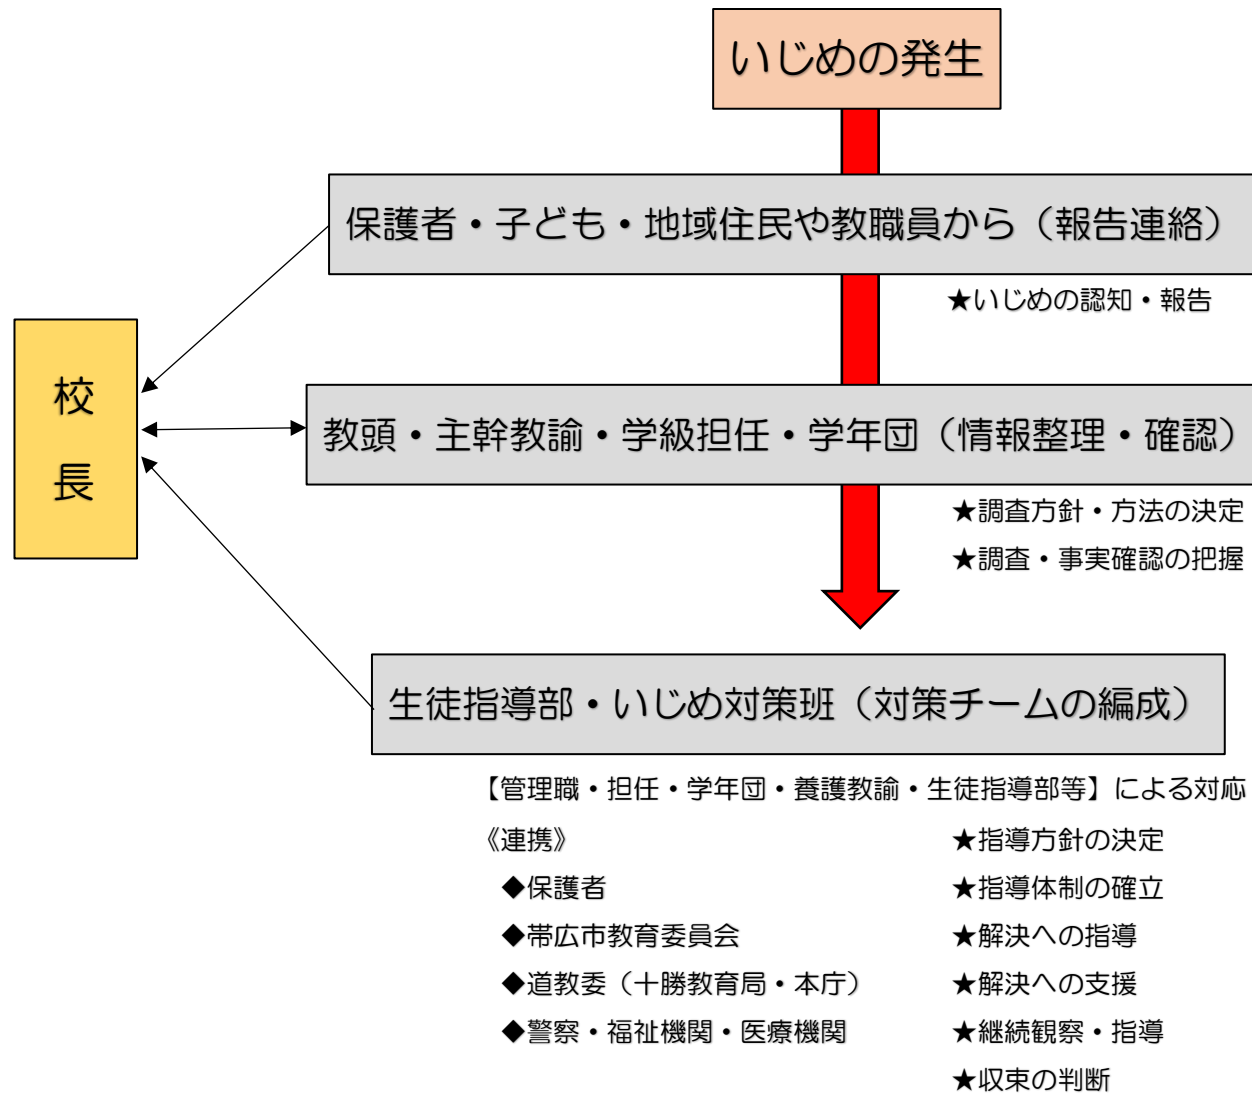 いじめの発生
保護者・子ども・地域住民や教職員から（報告連絡）
★いじめの認知・報告
校
長
教頭・主幹教諭・学級担任・学年団（情報整理・確認）
★調査方針・方法の決定
★調査・事実確認の把握
生徒指導部・いじめ対策班（対策チームの編成）
【管理職・担任・学年団・養護教諭・生徒指導部等】による対応
《連携》
◆保護者
◆帯広市教育委員会
◆道教委（十勝教育局・本庁）
◆警察・福祉機関・医療機関
★指導方針の決定
★指導体制の確立
★解決への指導
★解決への支援
★継続観察・指導
★収束の判断